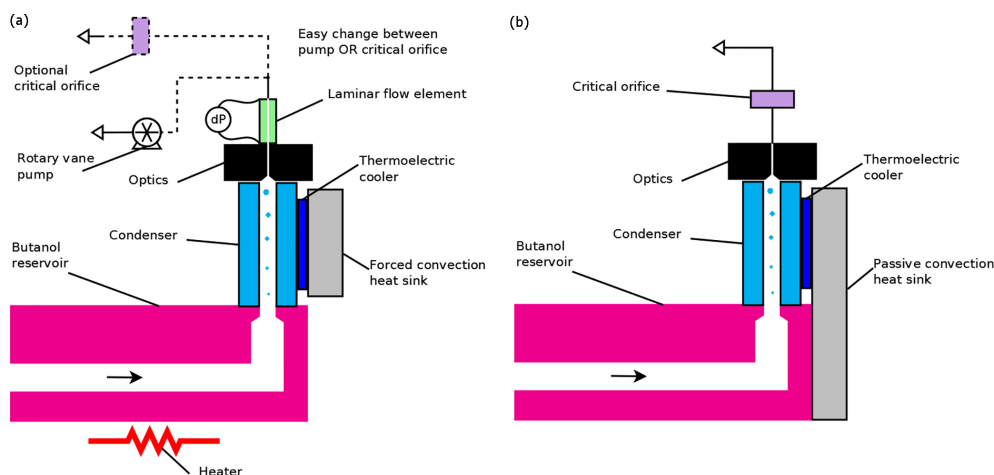 (a)
Optional
critical orifice
Easy change between
pump OR critical orifice
Laminar flow element
dP
Rotary vane
pump
Optics
Thermoelectric
cooler
Condenser
Butanol
reservoir
Forced convection
heat sink
Heater
(b)
Critical orifice
Optics
Thermoelectric
cooler
Condenser
Butanol
reservoir
Passive convection
heat sink